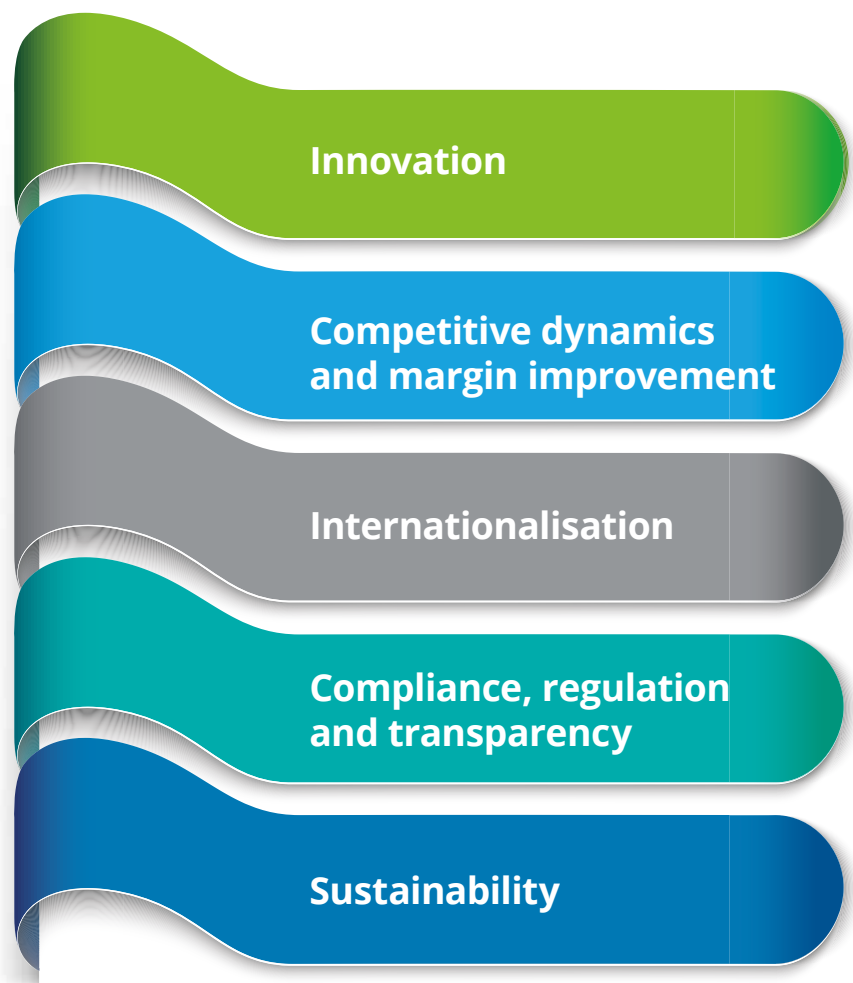 Innovation
Competitive dynamics
and margin improvement
Internationalisation
Compliance, regulation
and transparency
Sustainability